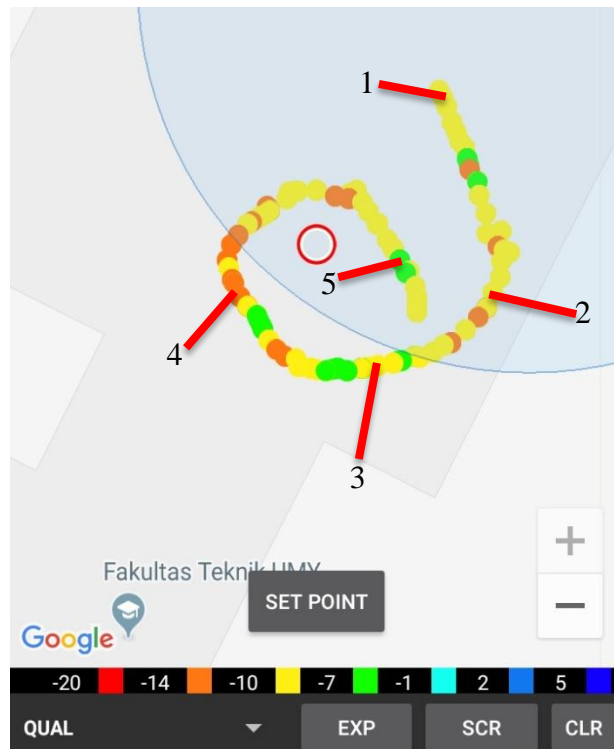 1
2
5
4
3
Fakultas Teknik UMY
SET POINT
Google
-20 -14 -10 -7 -1 2 5
QUAL EXP SCR CLR